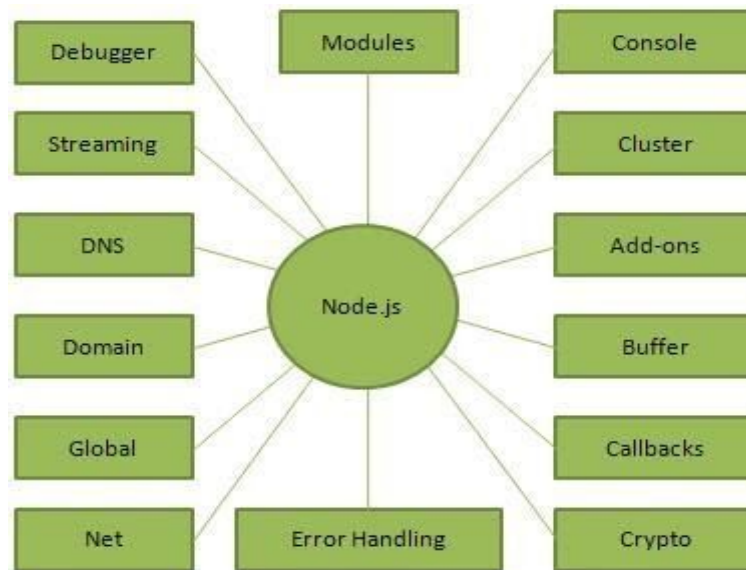 Debugger
Modules
Console
Streaming
Cluster
DNS
Add-ons
Node.js
Domain
Buffer
Global
Callbacks
Net
Error Handling
Crypto